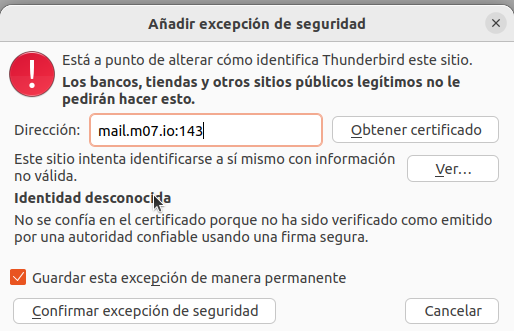 Añadir excepción de seguridad
Está a punto de alterar cómo identifica Thunderbird este sitio.
Los bancos, tiendas y otros sitios públicos legítimos no le
pedirán hacer esto.
Dirección: mail.m07.io:143 Obtener certificado
Este sitio intenta identificarse a sí mismo con información
no válida. Ver...
Identidad desconocida
No se confía en el certificado porque no ha sido verificado como emitido
por una autoridad confiable usando una firma segura.
Guardar esta excepción de manera permanente
Confirmar excepción de seguridad Cancelar